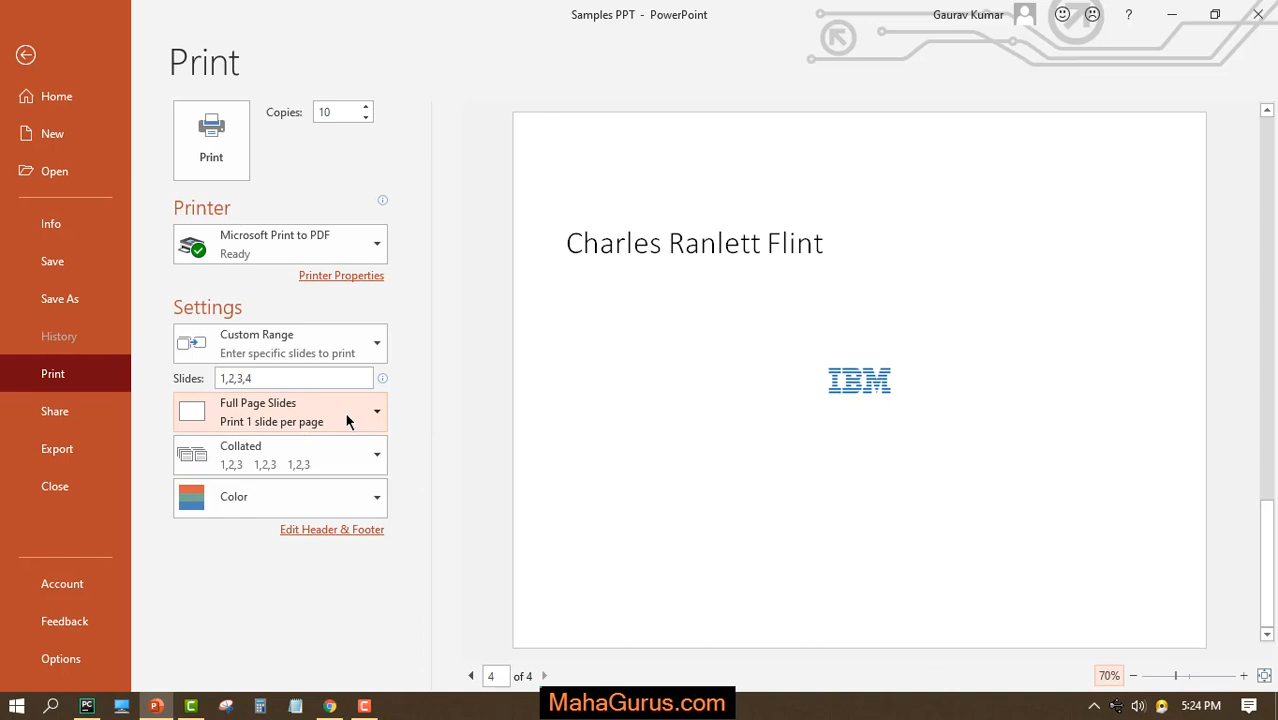 Samples PPT - PowerPoint
Gaurav Kumar
?
Print
Home
New
Open
Info
Save
Save As
History
Print
Share
Export
Close
Account
Feedback
Options
Print
Copies: 10
Printer
Microsoft Print to PDF
Ready
Printer Properties
Settings
Custom Range
Enter specific slides to print
Slides: 1,2,3,4
Full Page Slides
Print 1 slide per page
Collated
1,2,3 1,2,3 1,2,3
Color
Edit Header & Footer
Charles Ranlett Flint
IBM
4 of 4
70%
MahaGurus.com
5:24 PM